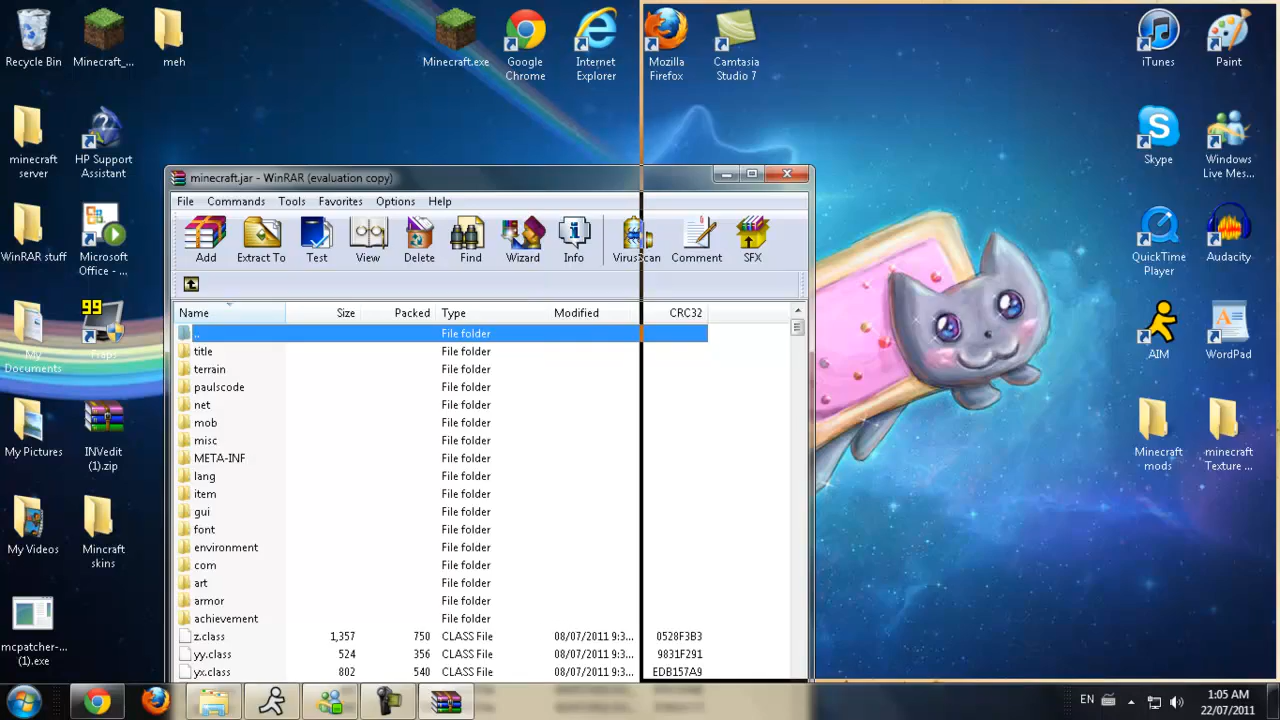 Recycle Bin
Minecraft_...
meh
Minecraft.exe
Google Chrome
Internet Explorer
Mozilla Firefox
Camtasia Studio 7
iTunes
Paint
minecraft server
HP Support Assistant
Skype
Windows Live Mes...
WinRAR stuff
Microsoft Office - ...
QuickTime Player
Audacity
99
My Documents
Fraps
AIM
WordPad
My Pictures
INVedit (1).zip
Minecraft mods
minecraft Texture ...
My Videos
Mincraft skins
mcpatcher-... (1).exe
minecraft.jar - WinRAR (evaluation copy)
File Commands Tools Favorites Options Help
Add Extract To Test View Delete Find Wizard Info VirusScan Comment SFX
Name Size Packed Type Modified CRC32
.. File folder
title File folder
terrain File folder
paulscode File folder
net File folder
mob File folder
misc File folder
META-INF File folder
lang File folder
item File folder
gui File folder
font File folder
environment File folder
com File folder
art File folder
armor File folder
achievement File folder
z.class 1,357 750 CLASS File 08/07/2011 9:3... 0528F3B3
yy.class 524 356 CLASS File 08/07/2011 9:3... 9831F291
yx.class 802 540 CLASS File 08/07/2011 9:3... EDB157A9
EN
1:05 AM
22/07/2011